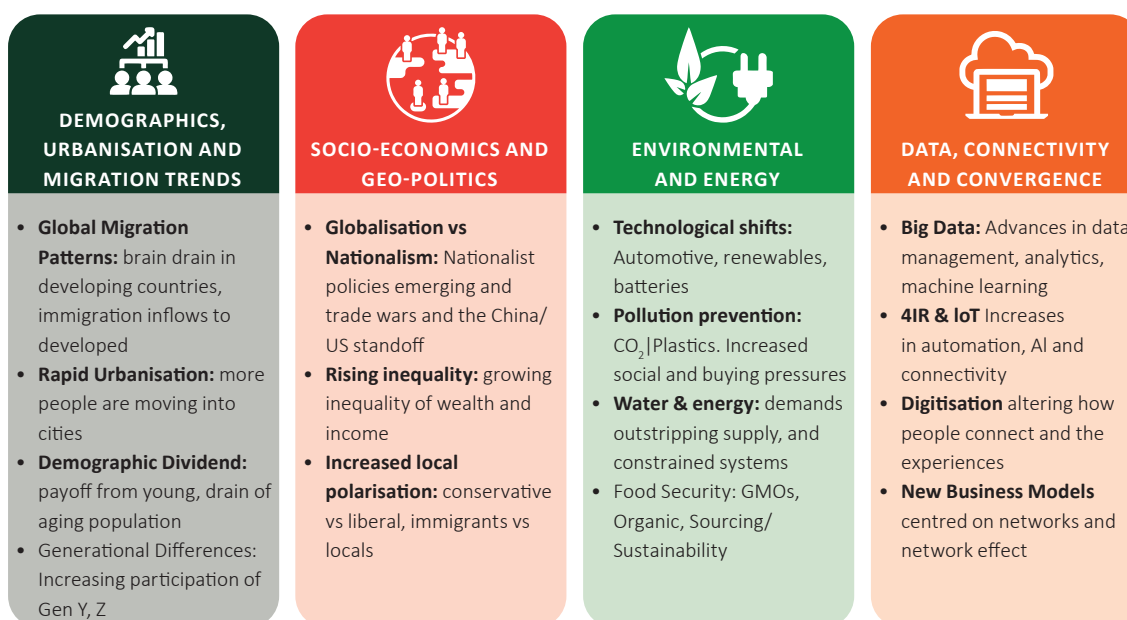 DEMOGRAPHICS,
URBANISATION AND
MIGRATION TRENDS
• Global Migration
Patterns: brain drain in
developing countries,
immigration inflows to
developed
• Rapid Urbanisation: more
people are moving into
cities
• Demographic Dividend:
payoff from young, drain of
aging population
• Generational Differences:
Increasing participation of
Gen Y, Z
SOCIO-ECONOMICS AND
GEO-POLITICS
• Globalisation vs
Nationalism: Nationalist
policies emerging and
trade wars and the China/
US standoff
• Rising inequality: growing
inequality of wealth and
income
• Increased local
polarisation: conservative
vs liberal, immigrants vs
locals
ENVIRONMENTAL
AND ENERGY
• Technological shifts:
Automotive, renewables,
batteries
• Pollution prevention:
CO₂|Plastics. Increased
social and buying pressures
• Water & energy: demands
outstripping supply, and
constrained systems
• Food Security: GMOs,
Organic, Sourcing/
Sustainability
DATA, CONNECTIVITY
AND CONVERGENCE
• Big Data: Advances in data
management, analytics,
machine learning
• 4IR & loT Increases
in automation, Al and
connectivity
• Digitisation altering how
people connect and the
experiences
• New Business Models
centred on networks and
network effect